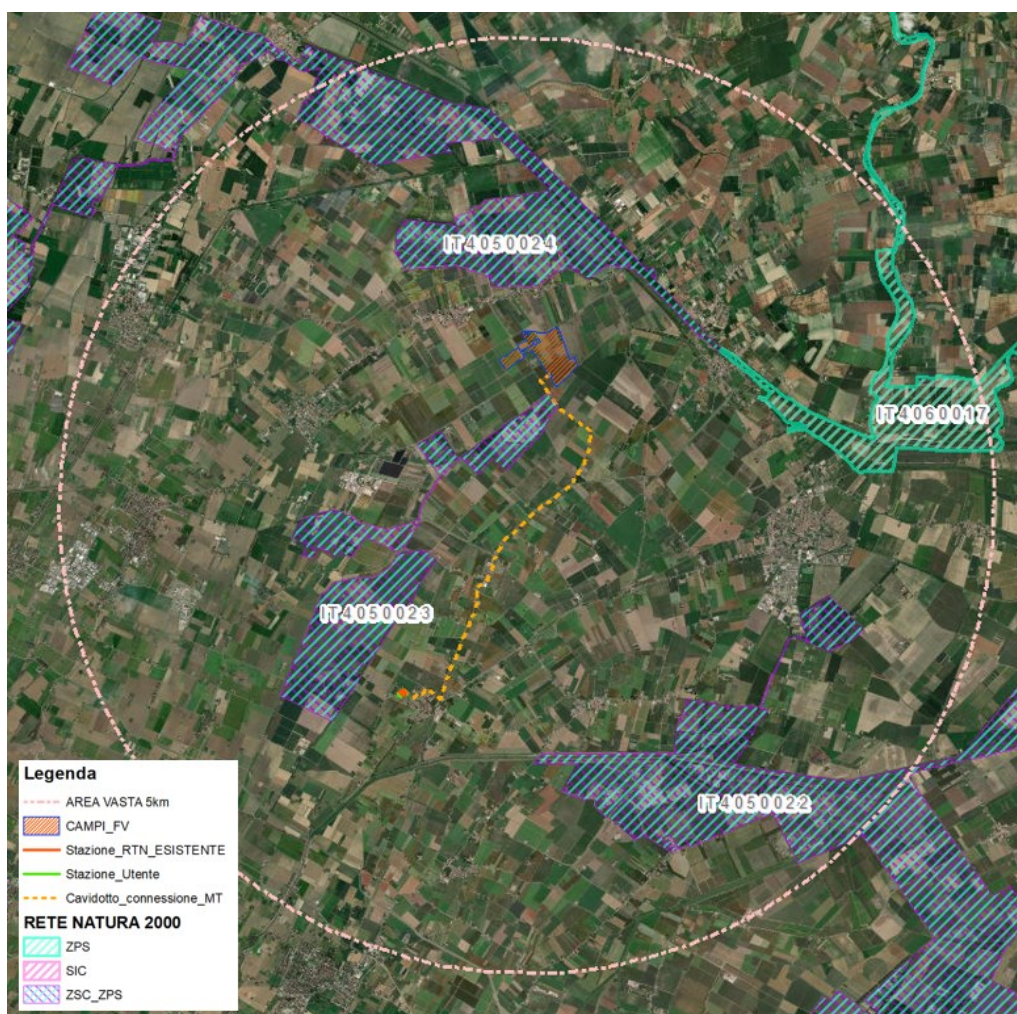 IT4050024
IT4060017
IT4050023
IT4050022
Legenda
AREA VASTA 5km
CAMPI_FV
Stazione_RTN_ESISTENTE
Stazione_Utente
Cavidotto_connessione_MT
RETE NATURA 2000
ZPS
SIC
ZSC_ZPS